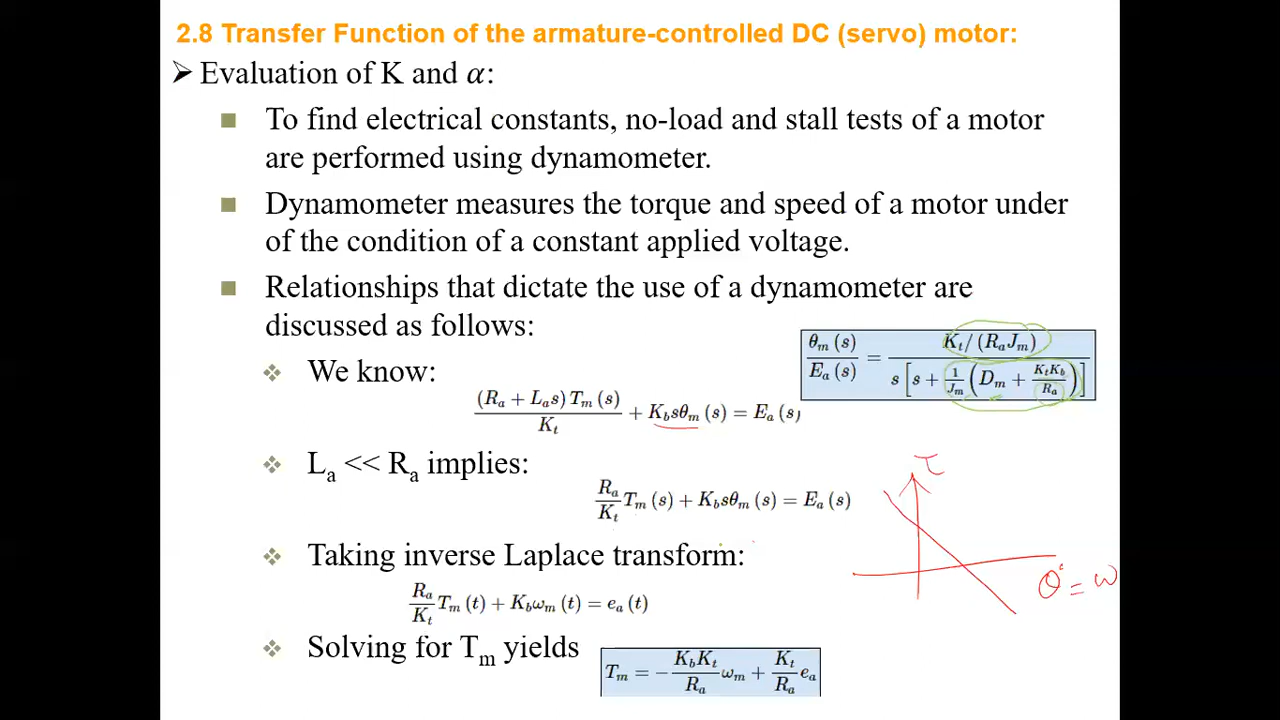 2.8 Transfer Function of the armature-controlled DC (servo) motor:
➢ Evaluation of K and α:
■ To find electrical constants, no-load and stall tests of a motor
are performed using dynamometer.
■ Dynamometer measures the torque and speed of a motor under
of the condition of a constant applied voltage.
■ Relationships that dictate the use of a dynamometer are
discussed as follows:
θm (s) / Ea (s) = Kt/ (RaJm) / s [s + 1/Jm (Dm + KtKb/Ra)]
❖ We know:
(Ra + Las) Tm (s) / Kt + Kbsθm (s) = Ea (s)
❖ La << Ra implies:
τ
Ra/Kt Tm (s) + Kbsθm (s) = Ea (s)
❖ Taking inverse Laplace transform:
θ̇ = ω
Ra/Kt Tm (t) + Kbωm (t) = ea (t)
❖ Solving for Tm yields
Tm = − KbKt/Ra ωm + Kt/Ra ea